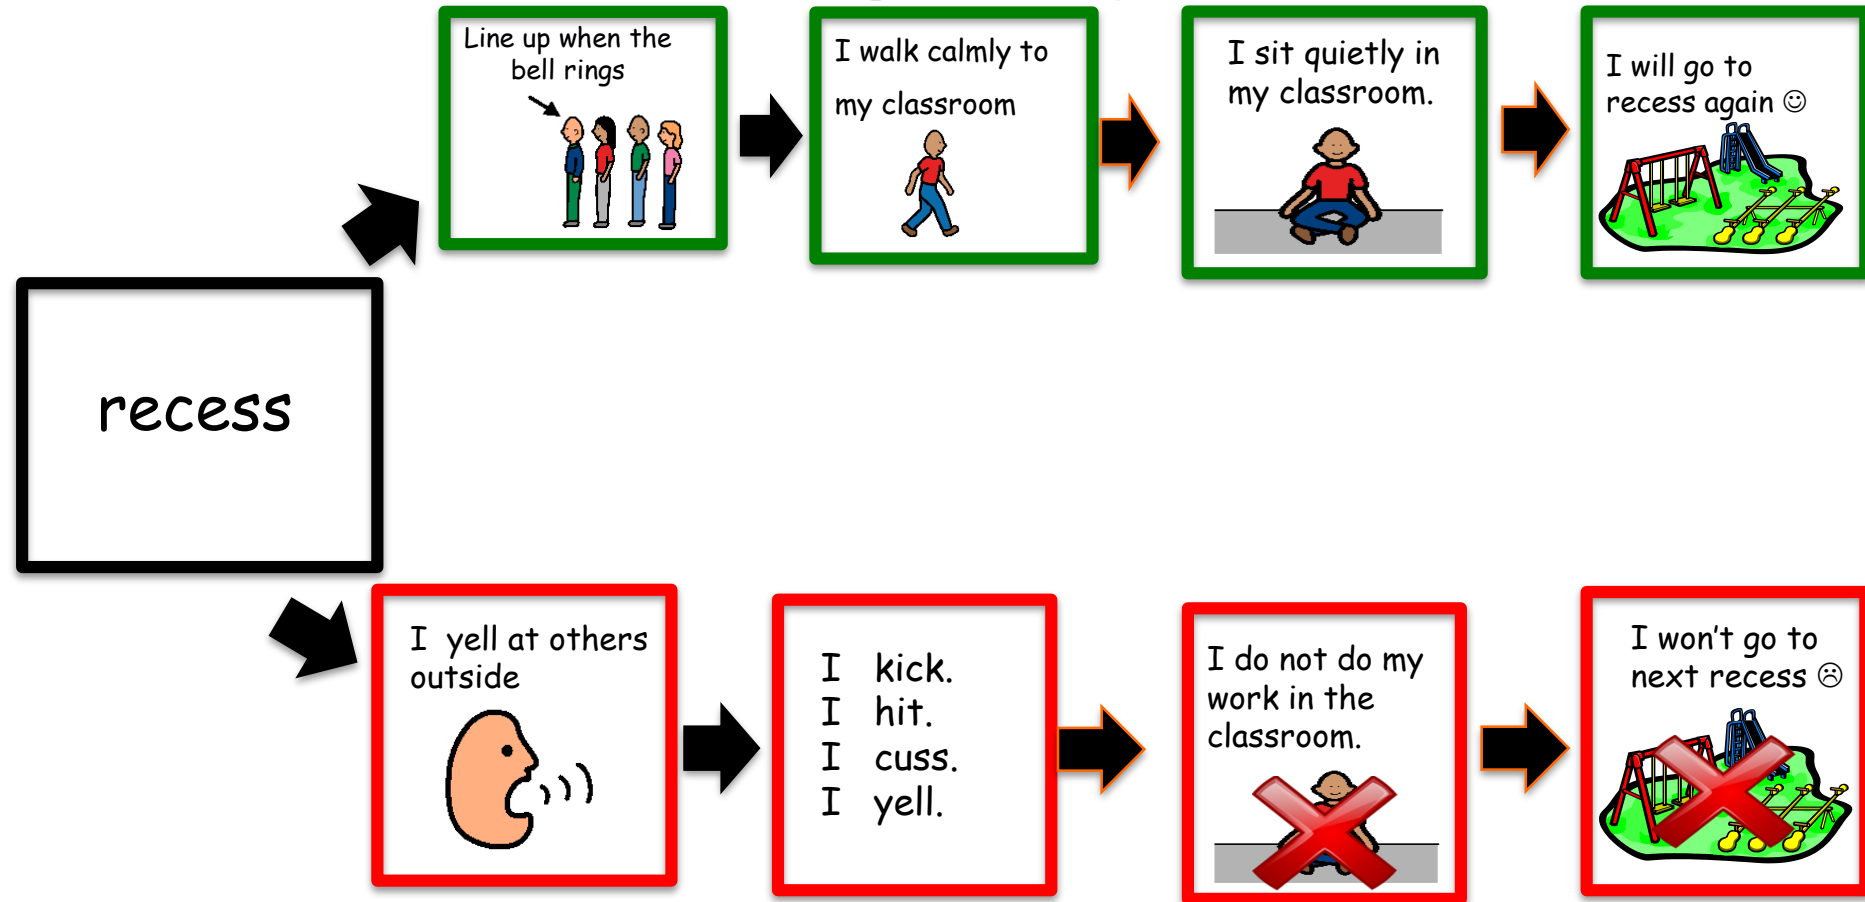 Line up when the
bell rings
I walk calmly to
my classroom
I sit quietly in
my classroom.
I will go to
recess again ☺
recess
I yell at others
outside
I kick.
I hit.
I cuss.
I yell.
I do not do my
work in the
classroom.
I won't go to
next recess ☹